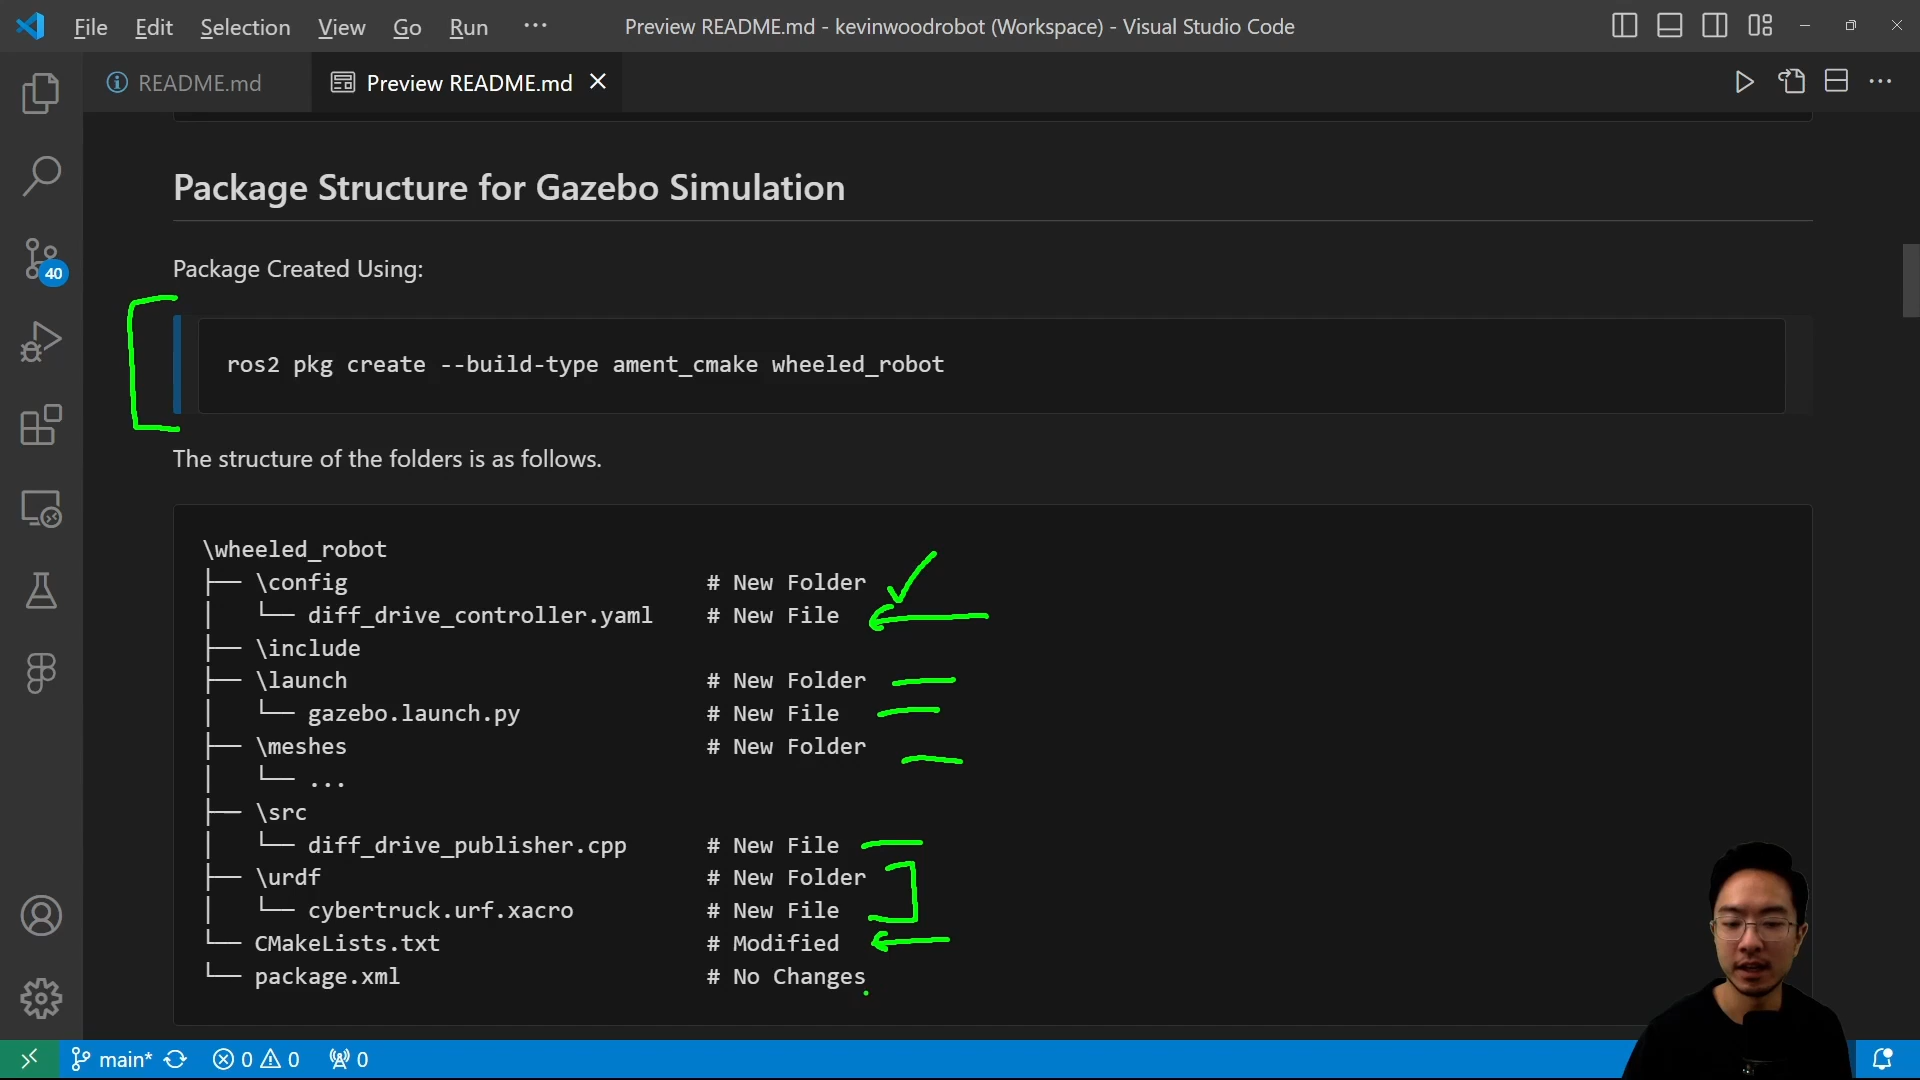 File Edit Selection View Go Run ··· Preview README.md - kevinwoodrobot (Workspace) - Visual Studio Code
README.md Preview README.md
Package Structure for Gazebo Simulation
40
Package Created Using:
ros2 pkg create --build-type ament_cmake wheeled_robot
The structure of the folders is as follows.
\wheeled_robot
├── \config # New Folder
│   └── diff_drive_controller.yaml # New File
├── \include
├── \launch # New Folder
│   └── gazebo.launch.py # New File
├── \meshes # New Folder
│   └── ...
├── \src
│   └── diff_drive_publisher.cpp # New File
├── \urdf # New Folder
│   └── cybertruck.urf.xacro # New File
└── CMakeLists.txt # Modified
└── package.xml # No Changes
main* 0 0 0